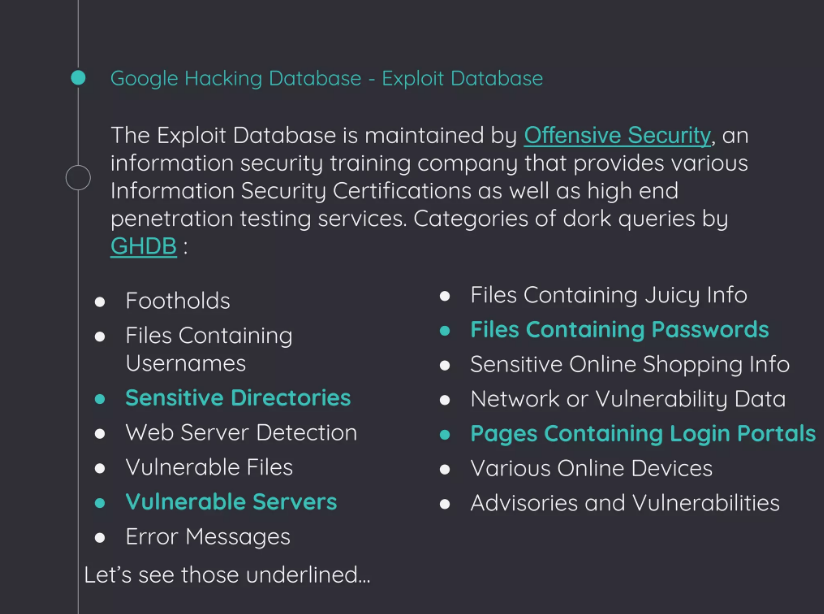 Google Hacking Database - Exploit Database
The Exploit Database is maintained by Offensive Security, an
information security training company that provides various
Information Security Certifications as well as high end
penetration testing services. Categories of dork queries by
GHDB :
Footholds
Files Containing
Usernames
Sensitive Directories
Web Server Detection
Vulnerable Files
Vulnerable Servers
Error Messages
Files Containing Juicy Info
Files Containing Passwords
Sensitive Online Shopping Info
Network or Vulnerability Data
Pages Containing Login Portals
Various Online Devices
Advisories and Vulnerabilities
Let's see those underlined...